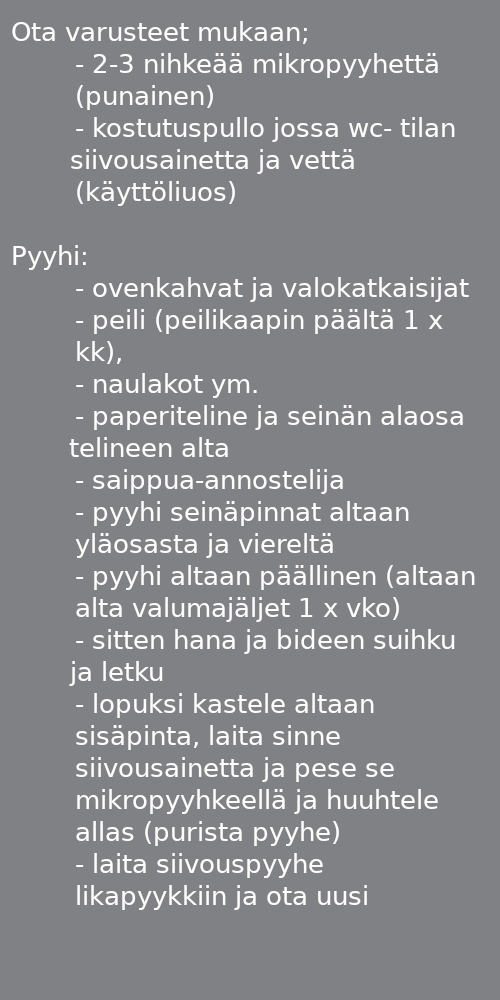 Ota varusteet mukaan;
- 2-3 nihkeää mikropyyhettä
(punainen)
- kostutuspullo jossa wc- tilan
siivousainetta ja vettä
(käyttöliuos)
Pyyhi:
- ovenkahvat ja valokatkaisijat
- peili (peilikaapin päältä 1 x
kk),
- naulakot ym.
- paperiteline ja seinän alaosa
telineen alta
- saippua-annostelija
- pyyhi seinäpinnat altaan
yläosasta ja viereltä
- pyyhi altaan päällinen (altaan
alta valumajäljet 1 x vko)
- sitten hana ja bideen suihku
ja letku
- lopuksi kastele altaan
sisäpinta, laita sinne
siivousainetta ja pese se
mikropyyhkeellä ja huuhtele
allas (purista pyyhe)
- laita siivouspyyhe
likapyykkiin ja ota uusi